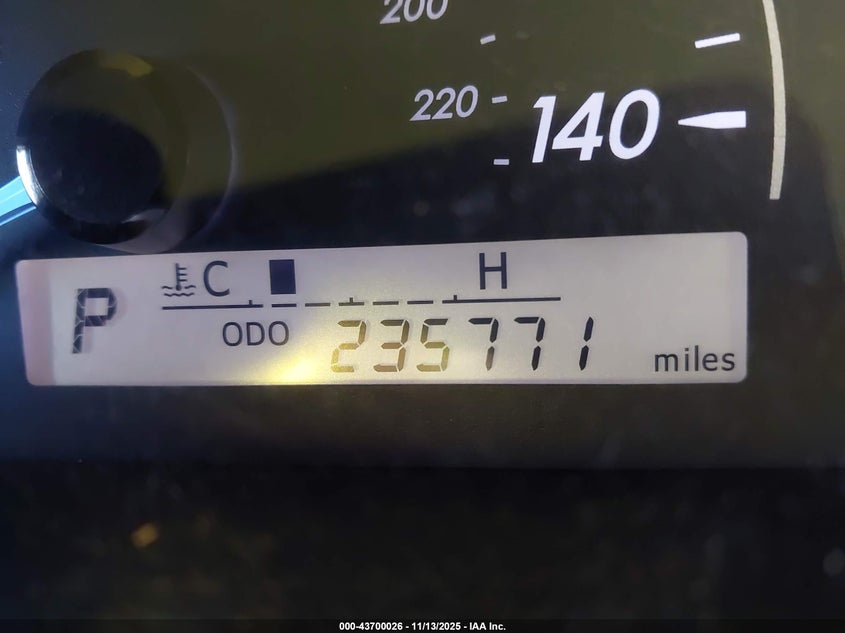 200
220
140
C H
P
ODO 235771 miles
000-43700026 - 11/13/2025 - IAA Inc.